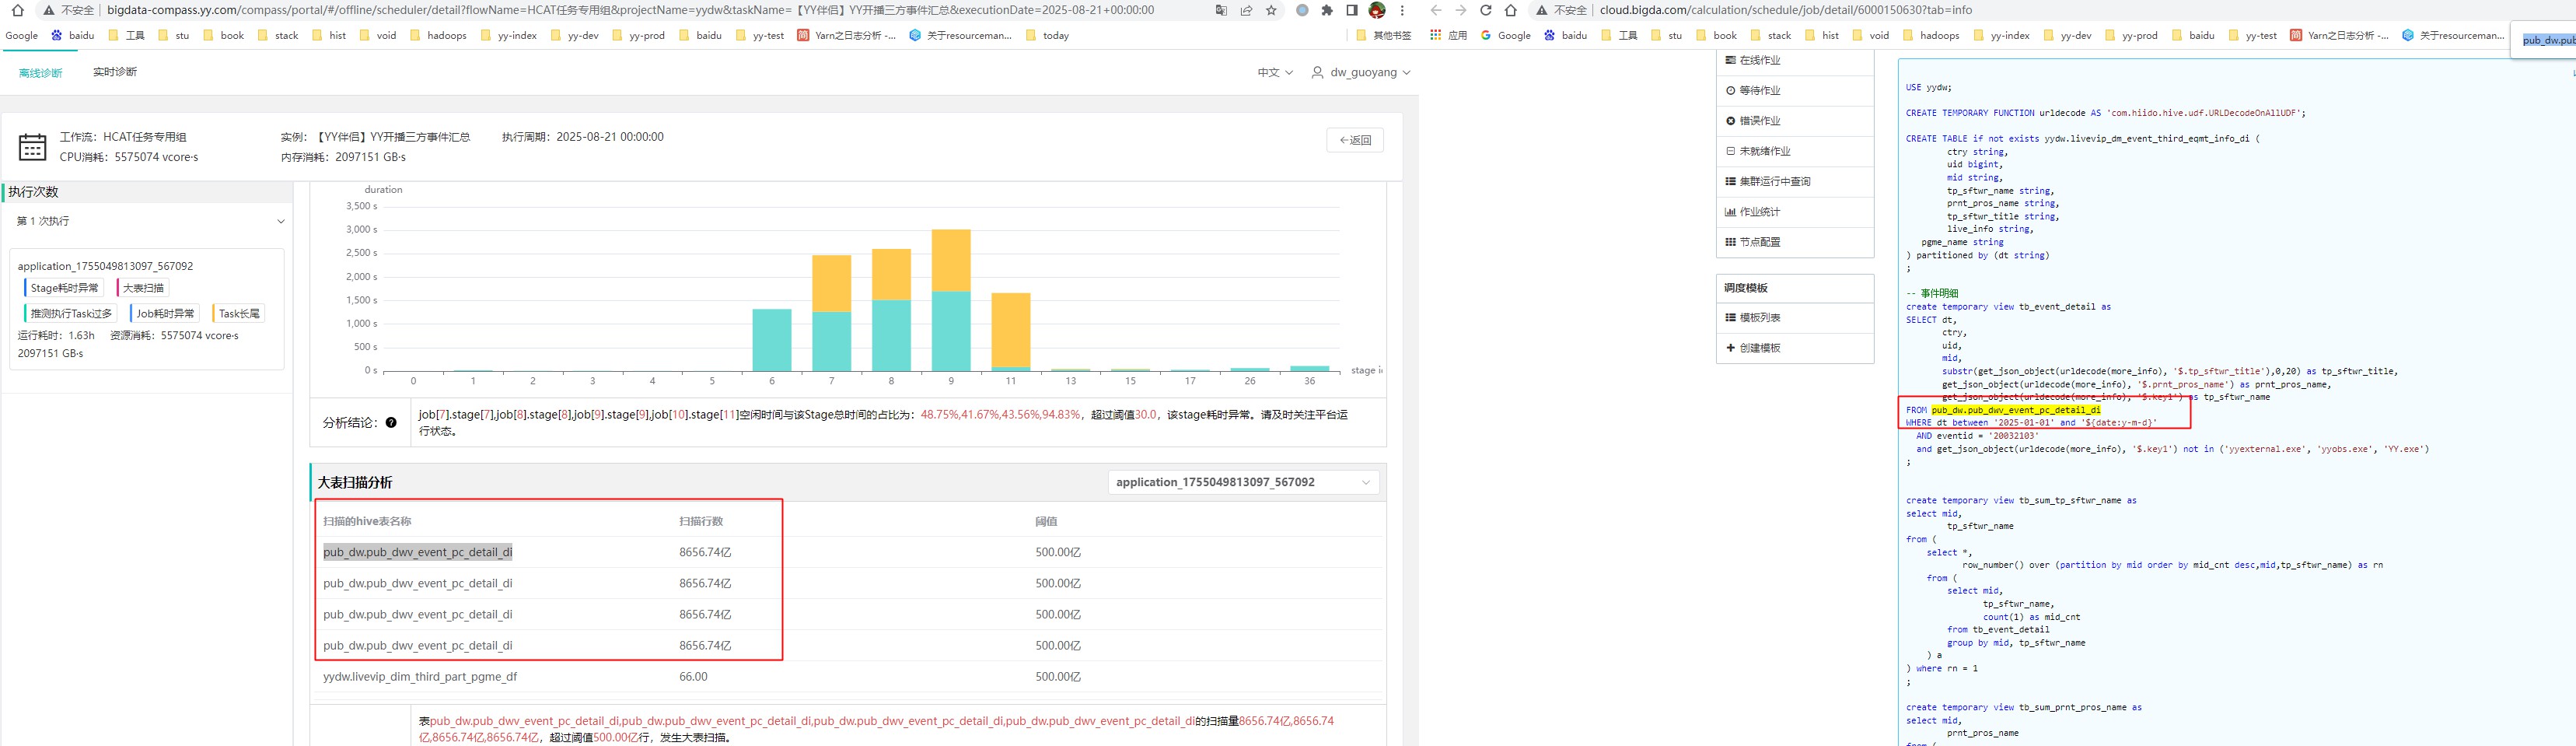 不安全 bigdata-compass.yy.com/compass/portal/#/offline/scheduler/detail?flowName=HCAT任务专用组&projectName=yydw&taskName=【YY伴侣】YY开播三方事件汇总&executionDate=2025-08-21+00:00:00
Google baidu 工具 stu book stack hist void hadoops yy-index yy-dev yy-prod baidu yy-test Yarn之日志分析 -... 关于resourceman... today 其他书签
离线诊断 实时诊断 中文 dw_guoyang
工作流：HCAT任务专用组 实例：【YY伴侣】YY开播三方事件汇总 执行周期：2025-08-21 00:00:00 ←返回
CPU消耗：5575074 vcore·s 内存消耗：2097151 GB·s
执行次数
第 1 次执行
application_1755049813097_567092
Stage耗时异常 大表扫描
推测执行Task过多 Job耗时异常 Task长尾
运行耗时：1.63h 资源消耗：5575074 vcore·s
2097151 GB·s
duration
3,500 s
3,000 s
2,500 s
2,000 s
1,500 s
1,000 s
500 s
0 s
0 1 2 3 4 5 6 7 8 9 11 13 15 17 26 36 stage i
分析结论：
job[7].stage[7],job[8].stage[8],job[9].stage[9],job[10].stage[11]空闲时间与该Stage总时间的占比为：48.75%,41.67%,43.56%,94.83%，超过阈值30.0，该stage耗时异常。请及时关注平台运
行状态。
大表扫描分析 application_1755049813097_567092
扫描的hive表名称 扫描行数 阈值
pub_dw.pub_dwv_event_pc_detail_di 8656.74亿 500.00亿
pub_dw.pub_dwv_event_pc_detail_di 8656.74亿 500.00亿
pub_dw.pub_dwv_event_pc_detail_di 8656.74亿 500.00亿
pub_dw.pub_dwv_event_pc_detail_di 8656.74亿 500.00亿
yydw.livevip_dim_third_part_pgme_df 66.00 500.00亿
表pub_dw.pub_dwv_event_pc_detail_di,pub_dw.pub_dwv_event_pc_detail_di,pub_dw.pub_dwv_event_pc_detail_di,pub_dw.pub_dwv_event_pc_detail_di的扫描量8656.74亿,8656.74
亿,8656.74亿,8656.74亿，超过阈值500.00亿行，发生大表扫描。
不安全 cloud.bigda.com/calculation/schedule/job/detail/6000150630?tab=info
应用 Google baidu 工具 stu book stack hist void hadoops yy-index yy-dev yy-prod baidu yy-test Yarn之日志分析 -... 关于resourceman...
pub_dw.pub
在线作业
等待作业
错误作业
未就绪作业
集群运行中查询
作业统计
节点配置
调度模板
模板列表
创建模板
USE yydw;
CREATE TEMPORARY FUNCTION urldecode AS 'com.hiido.hive.udf.URLDecodeOnAllUDF';
CREATE TABLE if not exists yydw.livevip_dm_event_third_eqmt_info_di (
ctry string,
uid bigint,
mid string,
tp_sftwr_name string,
prnt_pros_name string,
tp_sftwr_title string,
live_info string,
pgme_name string
) partitioned by (dt string)
;
-- 事件明细
create temporary view tb_event_detail as
SELECT dt,
ctry,
uid,
mid,
substr(get_json_object(urldecode(more_info), '$.tp_sftwr_title'),0,20) as tp_sftwr_title,
get_json_object(urldecode(more_info), '$.prnt_pros_name') as prnt_pros_name,
get_json_object(urldecode(more_info), '$.key1') as tp_sftwr_name
FROM pub_dw.pub_dwv_event_pc_detail_di
WHERE dt between '2025-01-01' and '${date:y-m-d}'
AND eventid = '20032103'
and get_json_object(urldecode(more_info), '$.key1') not in ('yyexternal.exe', 'yyobs.exe', 'YY.exe')
;
create temporary view tb_sum_tp_sftwr_name as
select mid,
tp_sftwr_name
from (
select *,
row_number() over (partition by mid order by mid_cnt desc,mid,tp_sftwr_name) as rn
from (
select mid,
tp_sftwr_name,
count(1) as mid_cnt
from tb_event_detail
group by mid, tp_sftwr_name
) a
) where rn = 1
;
create temporary view tb_sum_prnt_pros_name as
select mid,
prnt_pros_name
from (